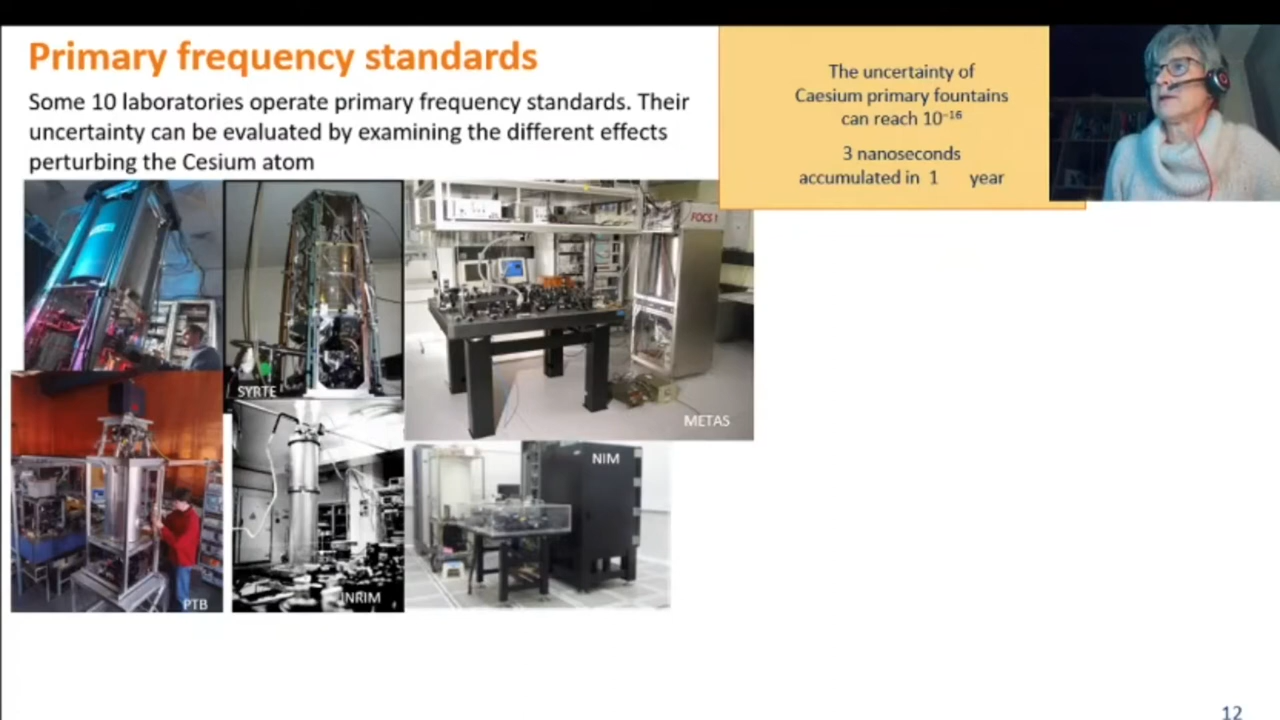 Primary frequency standards
Some 10 laboratories operate primary frequency standards. Their
uncertainty can be evaluated by examining the different effects
perturbing the Cesium atom
The uncertainty of
Caesium primary fountains
can reach 10⁻¹⁶
3 nanoseconds
accumulated in 1 year
FOCS 1
SYRTE
METAS
NIM
PTB
INRIM
12